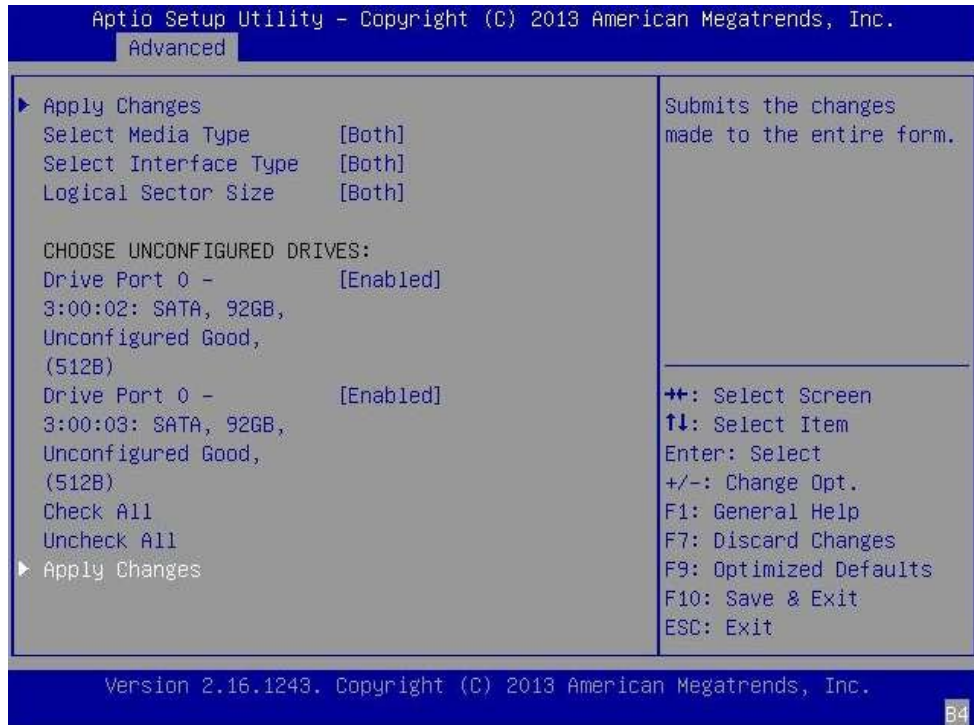 Aptio Setup Utility – Copyright (C) 2013 American Megatrends, Inc.
Advanced
Apply Changes
Select Media Type [Both]
Select Interface Type [Both]
Logical Sector Size [Both]
CHOOSE UNCONFIGURED DRIVES:
Drive Port 0 – [Enabled]
3:00:02: SATA, 92GB,
Unconfigured Good,
(512B)
Drive Port 0 – [Enabled]
3:00:03: SATA, 92GB,
Unconfigured Good,
(512B)
Check All
Uncheck All
Apply Changes
Submits the changes
made to the entire form.
→←: Select Screen
↑↓: Select Item
Enter: Select
+/-: Change Opt.
F1: General Help
F7: Discard Changes
F9: Optimized Defaults
F10: Save & Exit
ESC: Exit
Version 2.16.1243. Copyright (C) 2013 American Megatrends, Inc.
B4